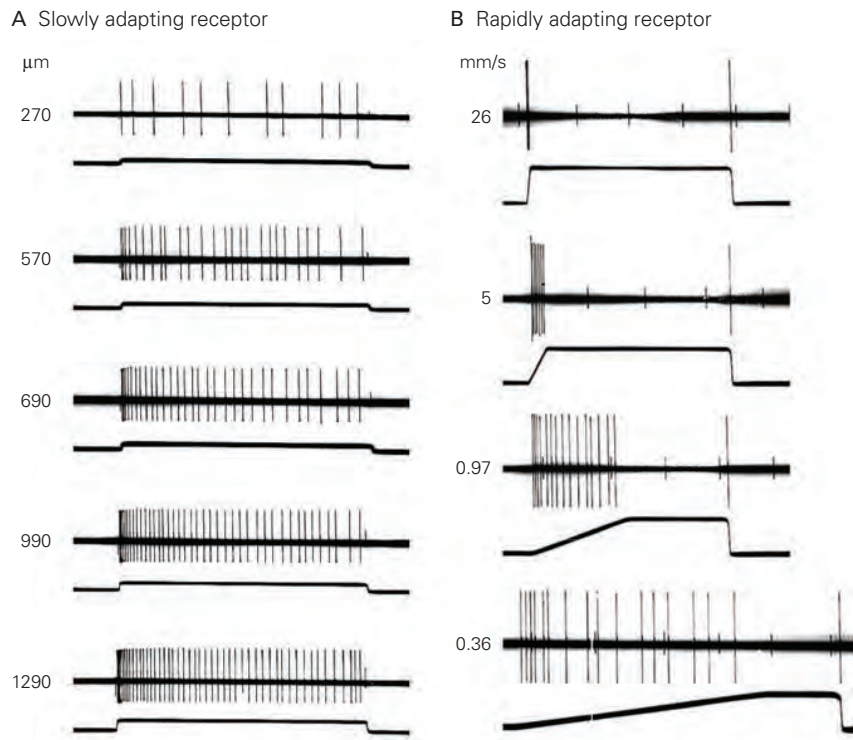 A Slowly adapting receptor
μm
270
570
690
990
1290
B Rapidly adapting receptor
mm/s
26
5
0.97
0.36